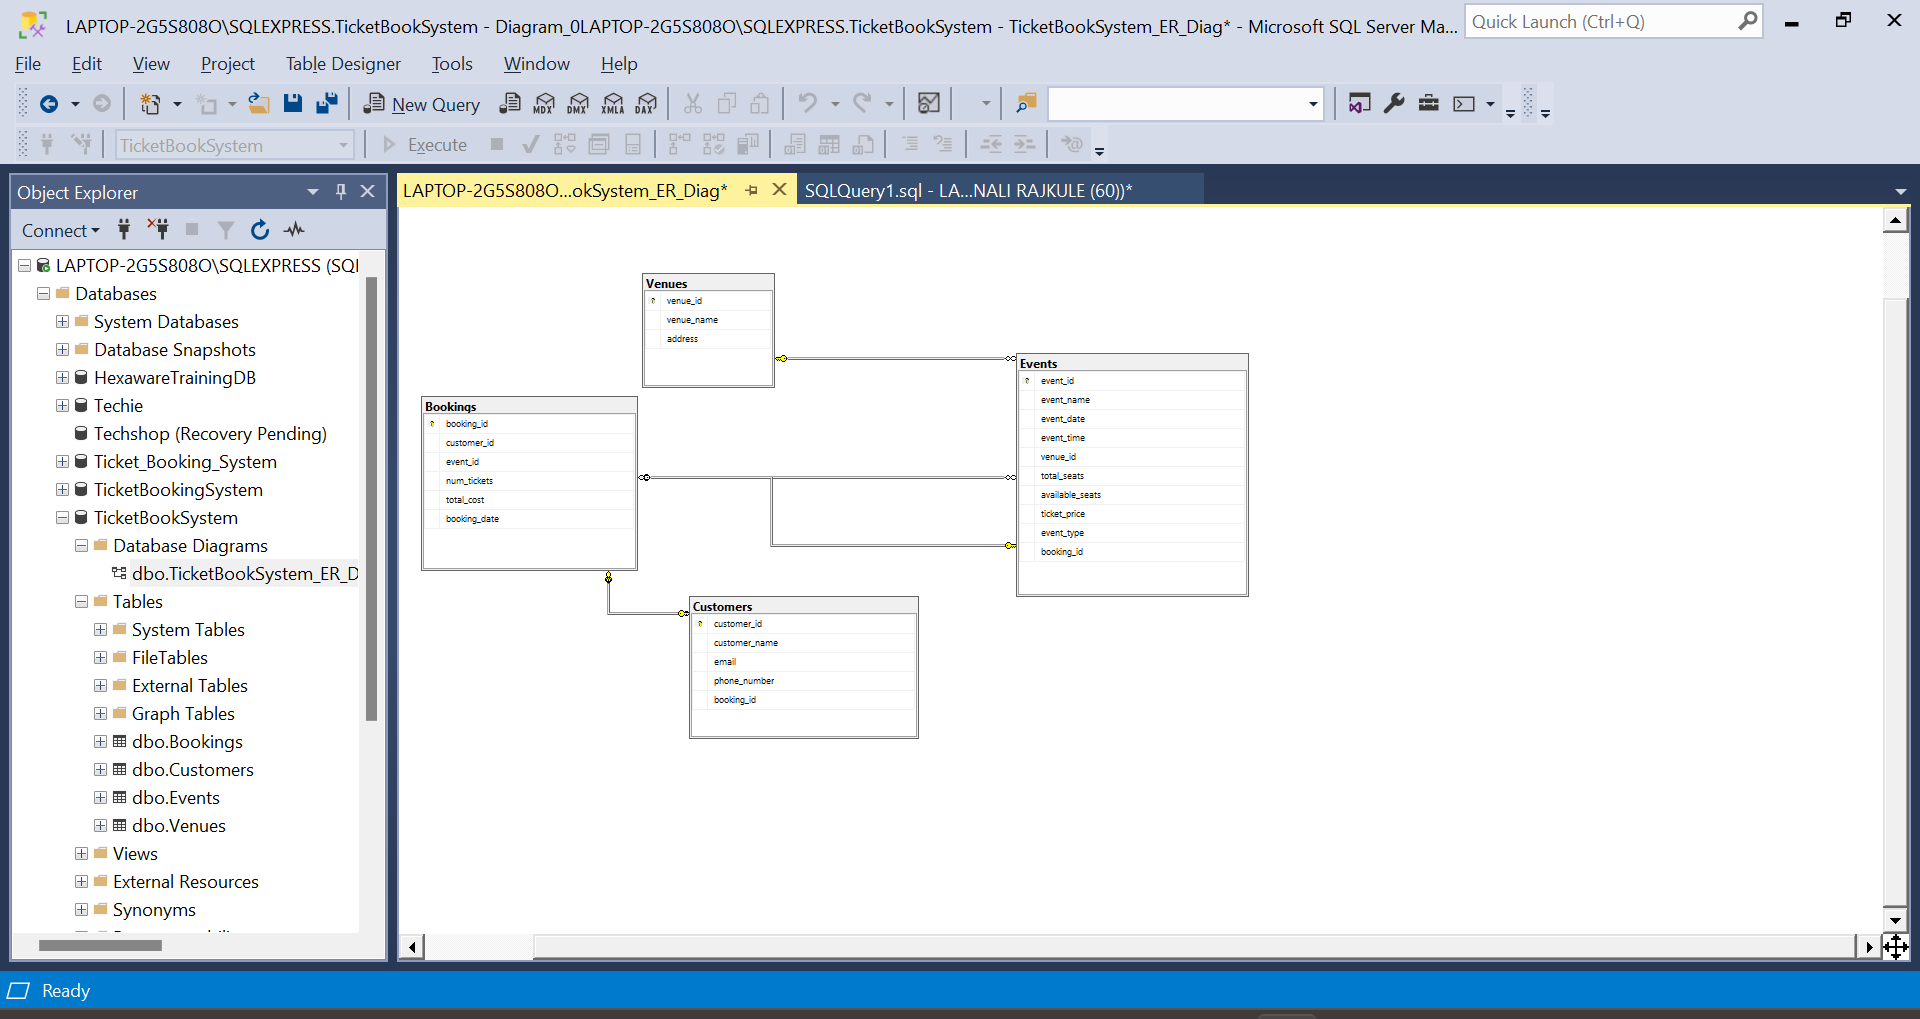 LAPTOP-2G5S808O\SQLEXPRESS.TicketBookSystem - Diagram_0LAPTOP-2G5S808O\SQLEXPRESS.TicketBookSystem - TicketBookSystem_ER_Diag* - Microsoft SQL Server Ma...
Quick Launch (Ctrl+Q)
File Edit View Project Table Designer Tools Window Help
New Query MDX DMX XMLA DAX
TicketBookSystem Execute
Object Explorer
LAPTOP-2G5S808O...okSystem_ER_Diag*
SQLQuery1.sql - LA...NALI RAJKULE (60))*
Connect
LAPTOP-2G5S808O\SQLEXPRESS (SQL
Databases
System Databases
Database Snapshots
HexawareTrainingDB
Techie
Techshop (Recovery Pending)
Ticket_Booking_System
TicketBookingSystem
TicketBookSystem
Database Diagrams
dbo.TicketBookSystem_ER_D
Tables
System Tables
FileTables
External Tables
Graph Tables
dbo.Bookings
dbo.Customers
dbo.Events
dbo.Venues
Views
External Resources
Synonyms
Venues
venue_id
venue_name
address
Bookings
booking_id
customer_id
event_id
num_tickets
total_cost
booking_date
Events
event_id
event_name
event_date
event_time
venue_id
total_seats
available_seats
ticket_price
event_type
booking_id
Customers
customer_id
customer_name
email
phone_number
booking_id
Ready